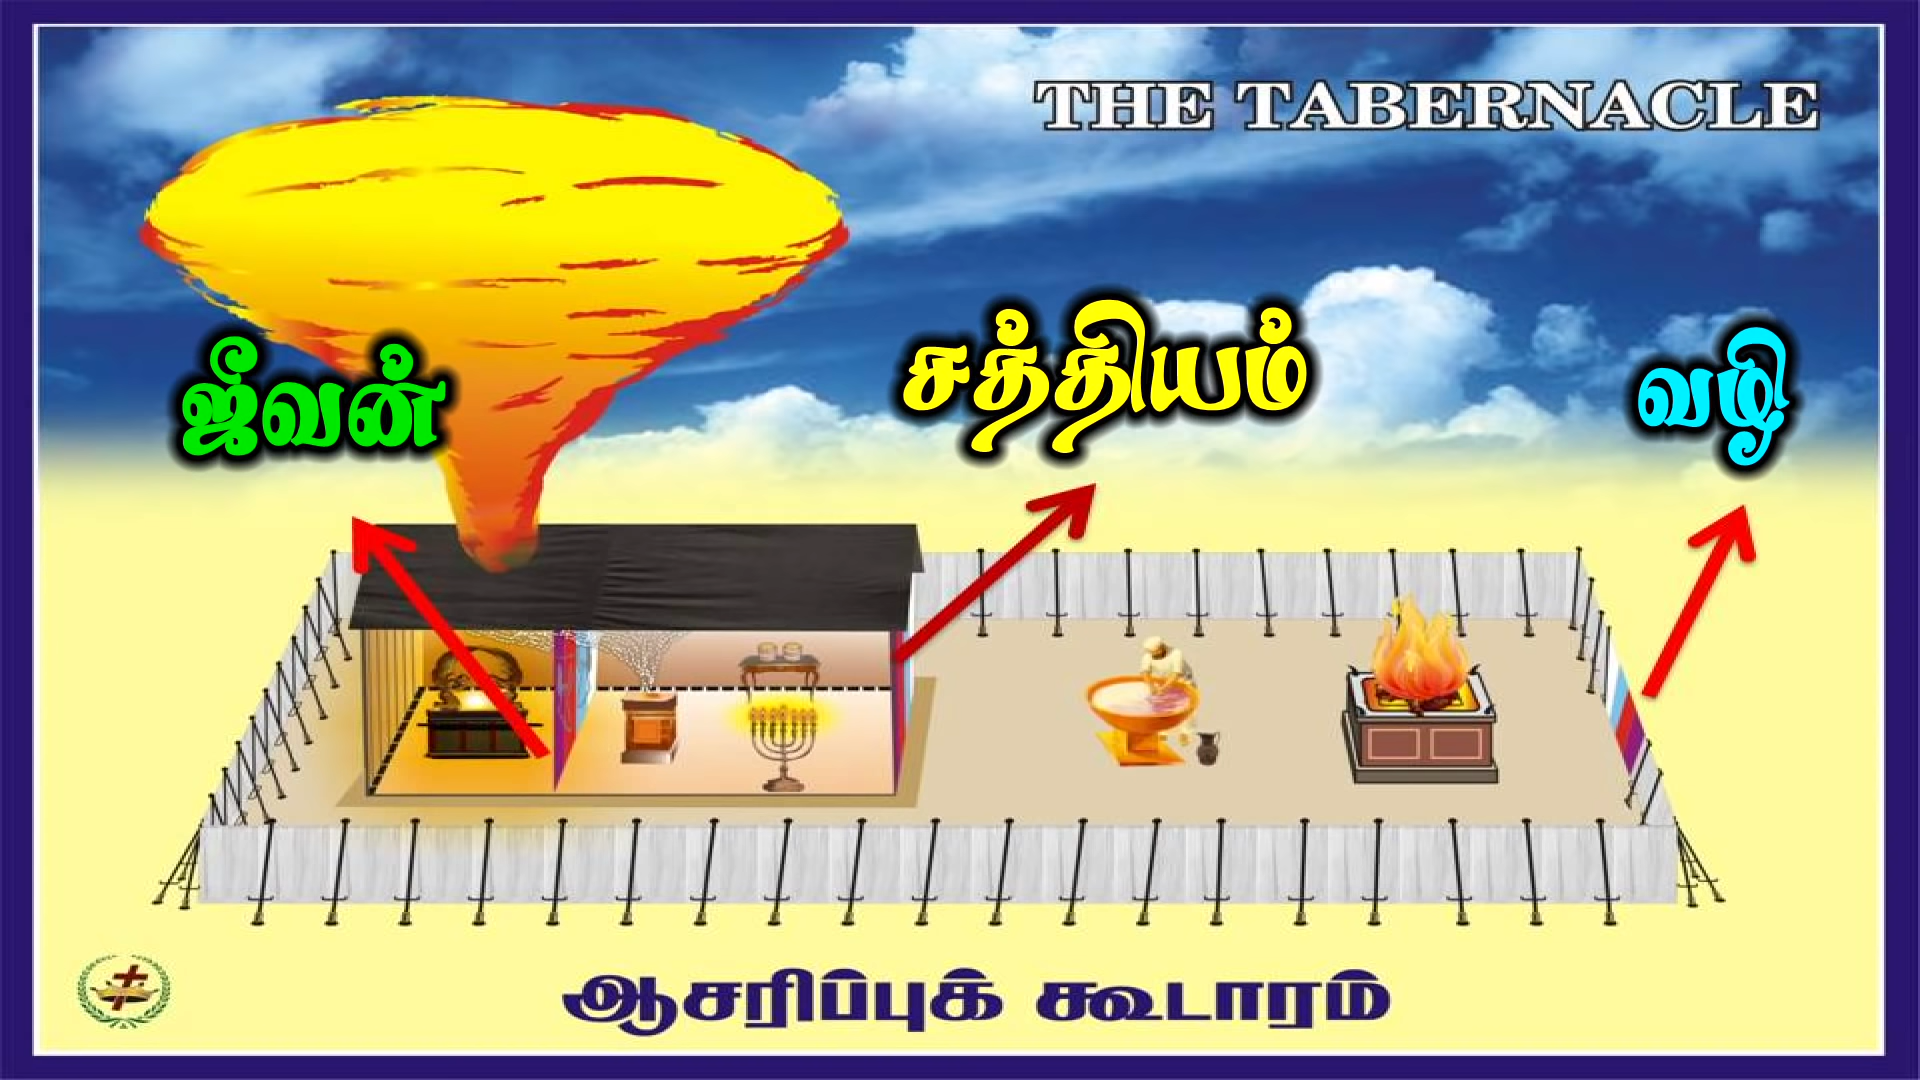 THE TABERNACLE
ஜீவன்
சத்தியம்
வழி
ஆசரிப்புக் கூடாரம்